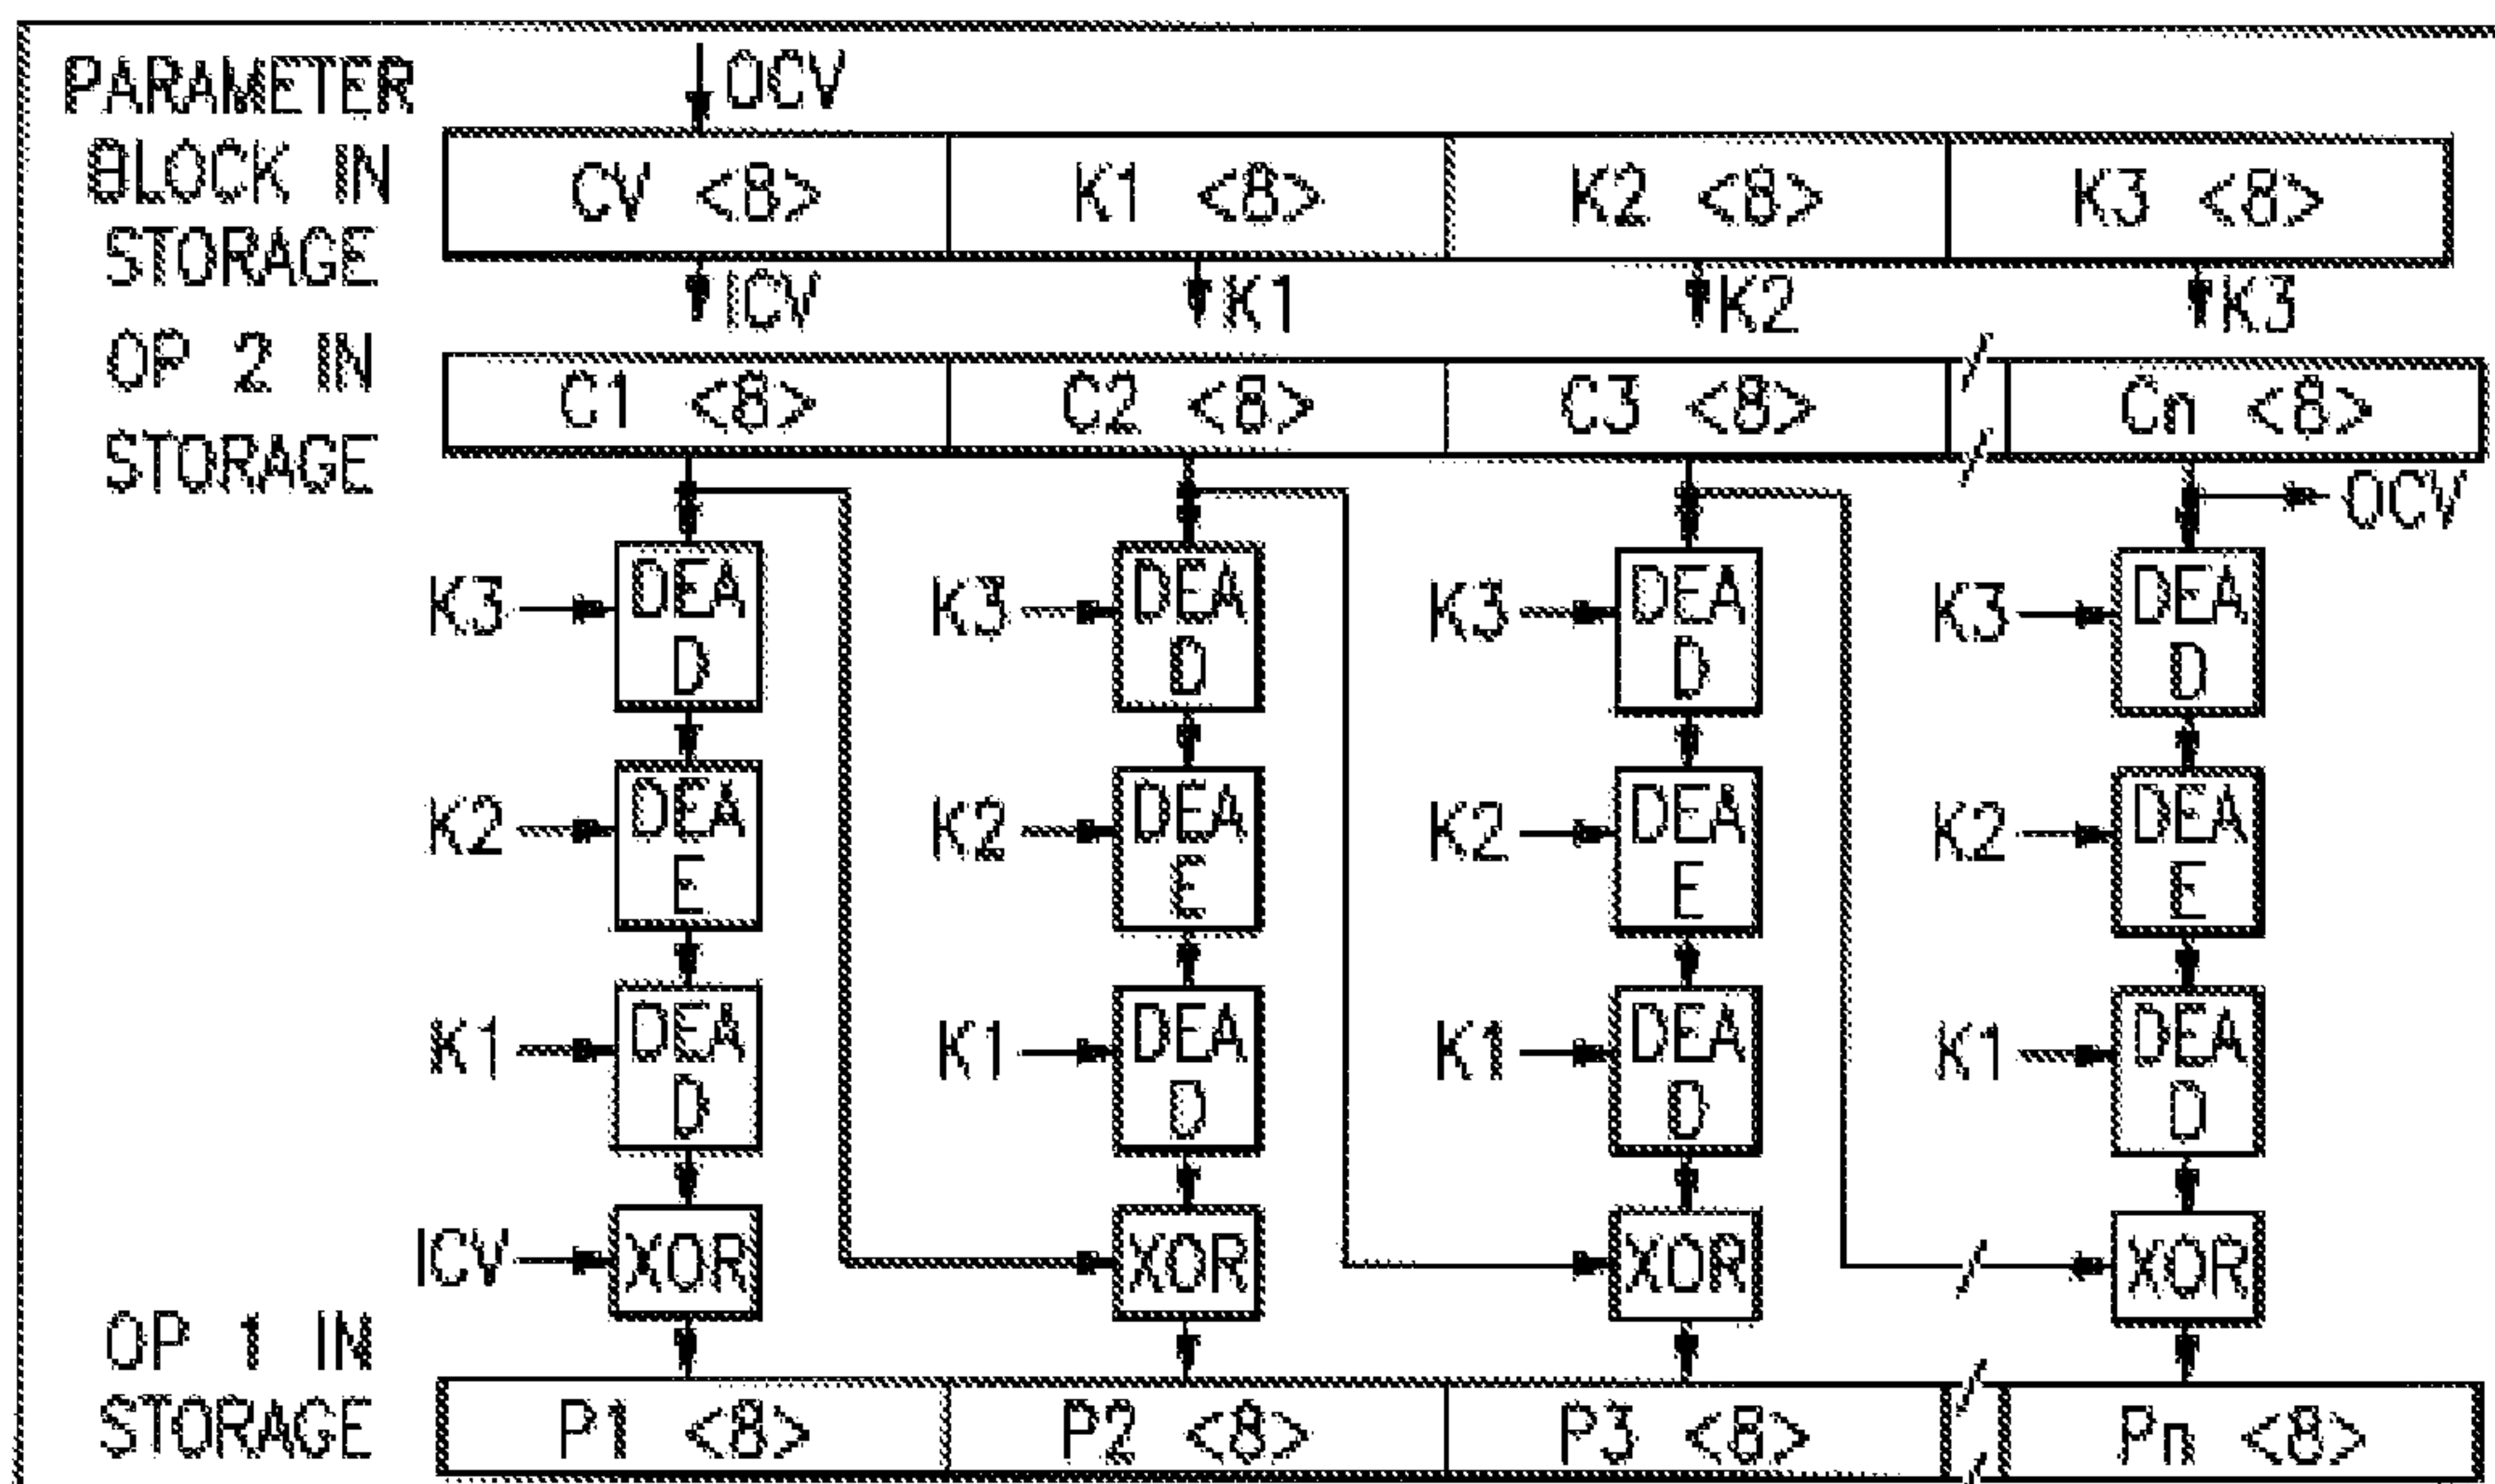 PARAMETER
BLOCK IN
STORAGE
OCV
CV <8> K1 <8> K2 <8> K3 <8>
ICV K1 K2 K3
OP 2 IN
STORAGE
C1 <8> C2 <8> C3 <8> Cn <8>
OCV
K3 DEA K3 DEA K3 DEA K3 DEA
D D D D
K2 DEA K2 DEA K2 DEA K2 DEA
E E E E
K1 DEA K1 DEA K1 DEA K1 DEA
D D D D
ICV XOR XOR XOR XOR
OP 1 IN
STORAGE
P1 <8> P2 <8> P3 <8> Pn <8>